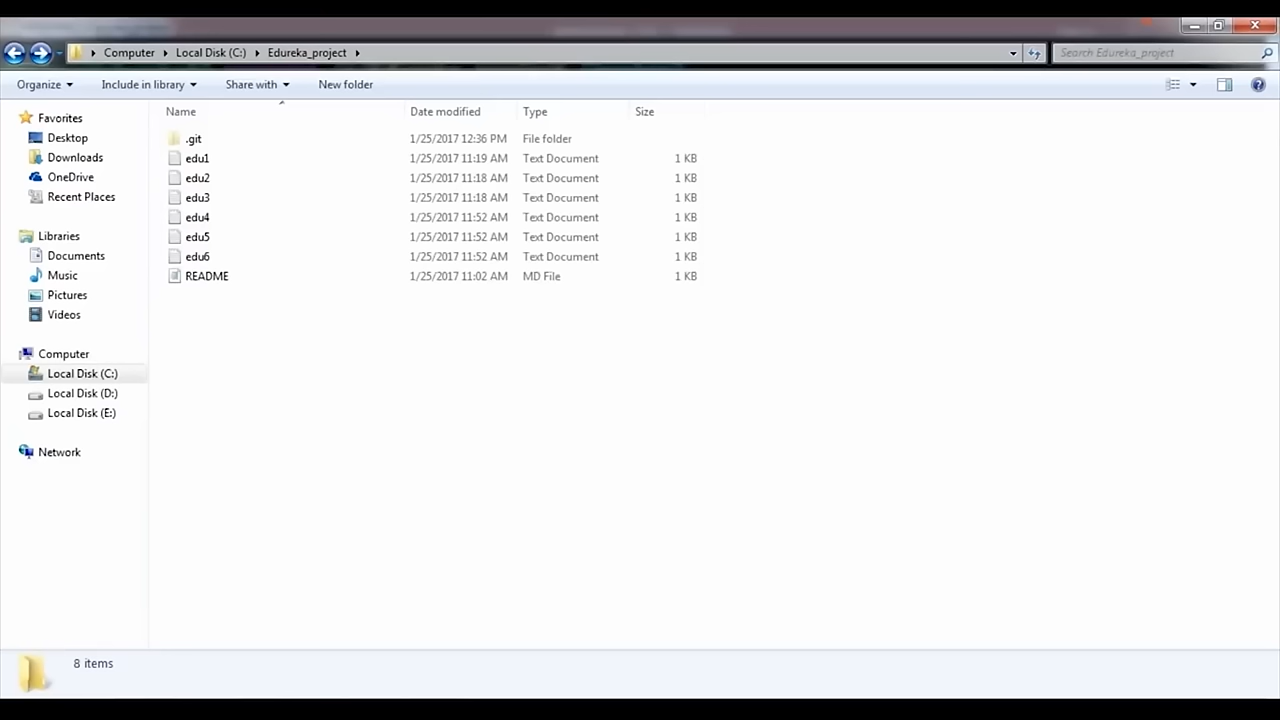 Computer Local Disk (C:) Edureka_project Search Edureka_project
Organize Include in library Share with New folder
Name Date modified Type Size
Favorites
Desktop
Downloads
OneDrive
Recent Places
Libraries
Documents
Music
Pictures
Videos
Computer
Local Disk (C:)
Local Disk (D:)
Local Disk (E:)
Network
.git 1/25/2017 12:36 PM File folder
edu1 1/25/2017 11:19 AM Text Document 1 KB
edu2 1/25/2017 11:18 AM Text Document 1 KB
edu3 1/25/2017 11:18 AM Text Document 1 KB
edu4 1/25/2017 11:52 AM Text Document 1 KB
edu5 1/25/2017 11:52 AM Text Document 1 KB
edu6 1/25/2017 11:52 AM Text Document 1 KB
README 1/25/2017 11:02 AM MD File 1 KB
8 items